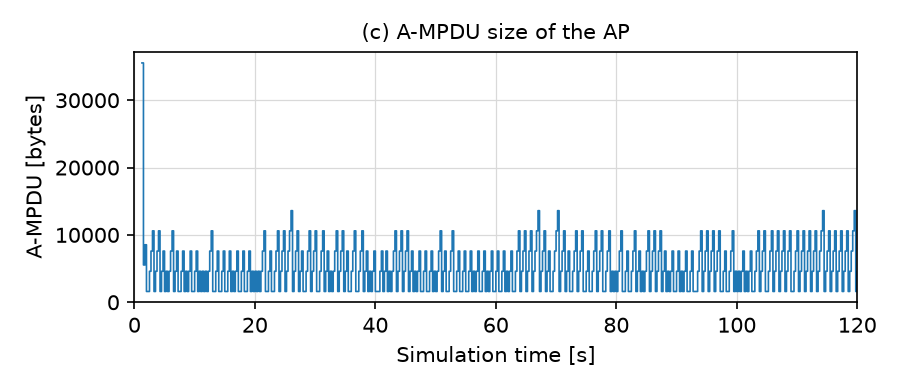 (c) A-MPDU size of the AP
A-MPDU [bytes]
30000
20000
10000
0
0 20 40 60 80 100 120
Simulation time [s]